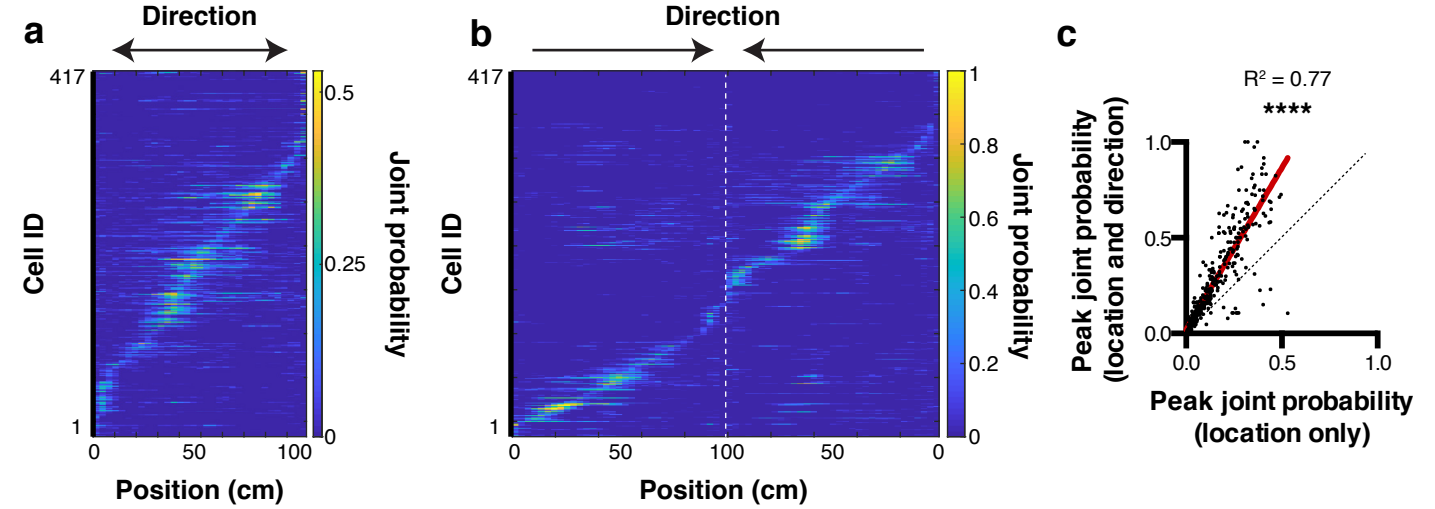 a
Direction
417
Cell ID
1
0
50
100
Position (cm)
0.5
0.25
0
Joint probability
b
Direction
417
Cell ID
1
0
50
100
50
0
Position (cm)
1
0.8
0.6
0.4
0.2
0
Joint probability
c
R² = 0.77
****
Peak joint probability
(location and direction)
1.0
0.5
0.0
0.0
0.5
1.0
Peak joint probability
(location only)